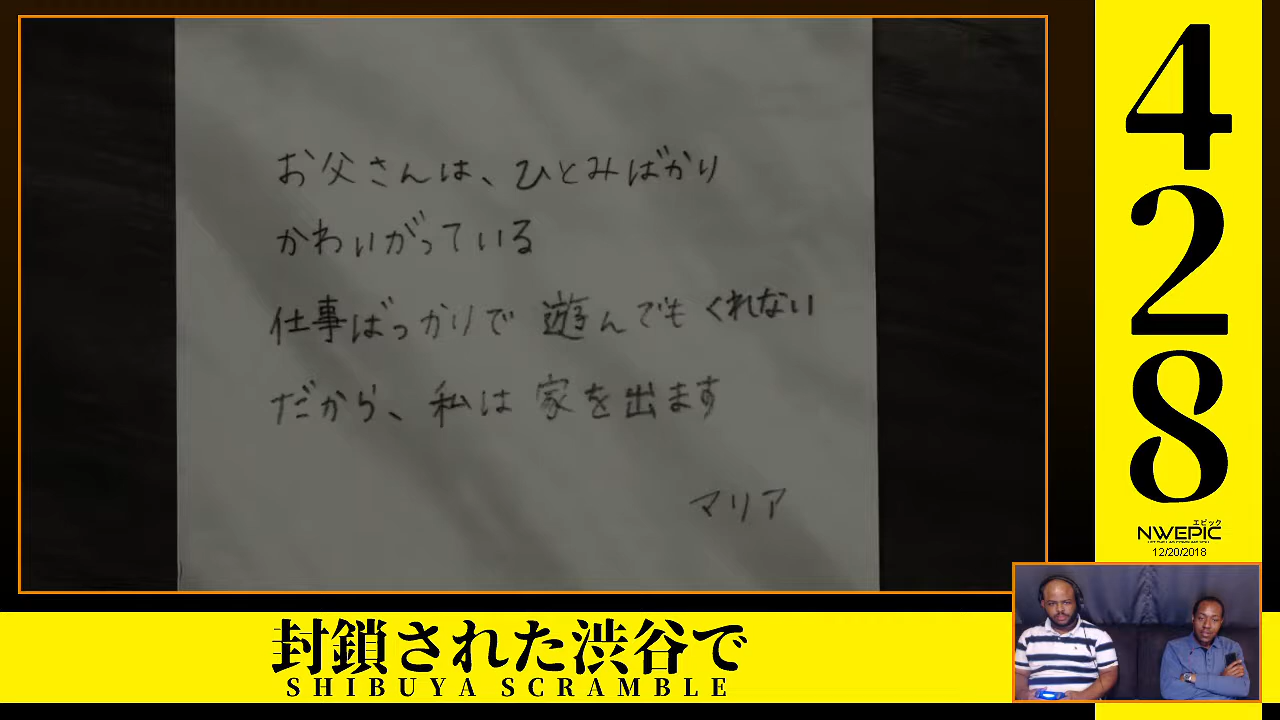 お父さんは、ひとみばかり
かわいがっている
仕事ばっかりで 遊んでもくれない
だから、私は 家を出ます
マリア
428
エピック
NWEPIC
12/20/2018
封鎖された渋谷で
SHIBUYA SCRAMBLE